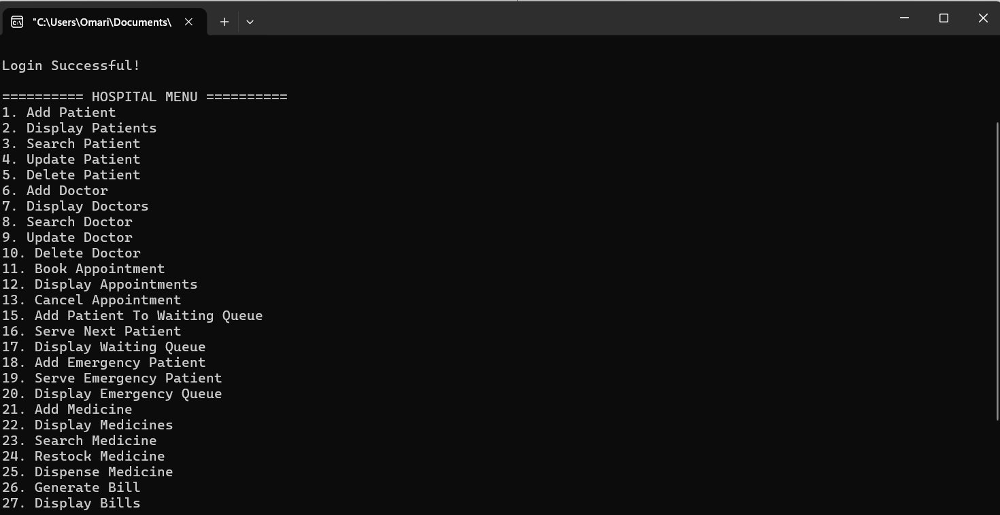 "C:\Users\Omari\Documents\
Login Successful!
========== HOSPITAL MENU ==========
1. Add Patient
2. Display Patients
3. Search Patient
4. Update Patient
5. Delete Patient
6. Add Doctor
7. Display Doctors
8. Search Doctor
9. Update Doctor
10. Delete Doctor
11. Book Appointment
12. Display Appointments
13. Cancel Appointment
15. Add Patient To Waiting Queue
16. Serve Next Patient
17. Display Waiting Queue
18. Add Emergency Patient
19. Serve Emergency Patient
20. Display Emergency Queue
21. Add Medicine
22. Display Medicines
23. Search Medicine
24. Restock Medicine
25. Dispense Medicine
26. Generate Bill
27. Display Bills